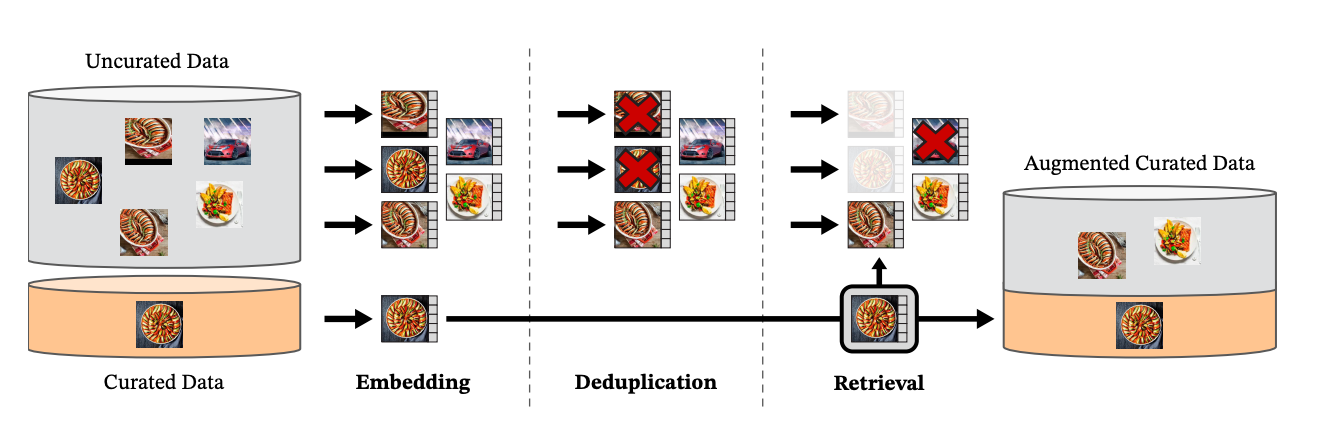 Uncurated Data
Augmented Curated Data
Curated Data
Embedding
Deduplication
Retrieval